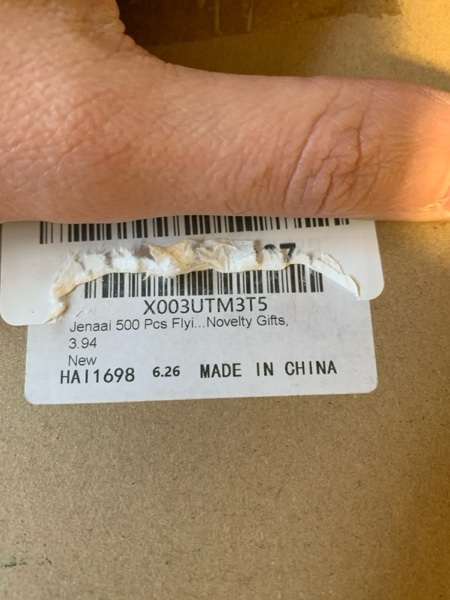 X003UTM3T5
Jenaai 500 Pcs Flyi...Novelty Gifts,
3.94
New
HAI1698 6.26 MADE IN CHINA